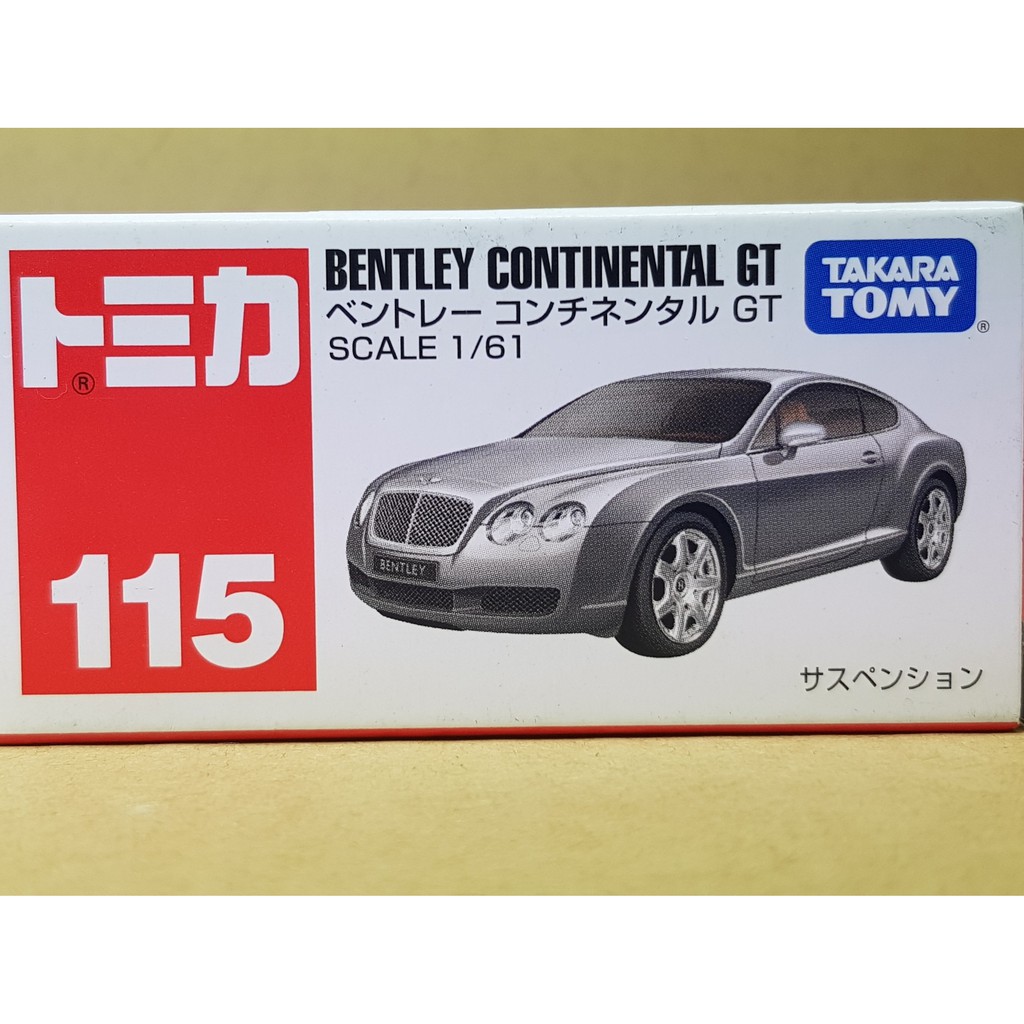 トミカ®
115
BENTLEY CONTINENTAL GT
ベントレー コンチネンタル GT
SCALE 1/61
TAKARA
TOMY®
BENTLEY
サスペンション